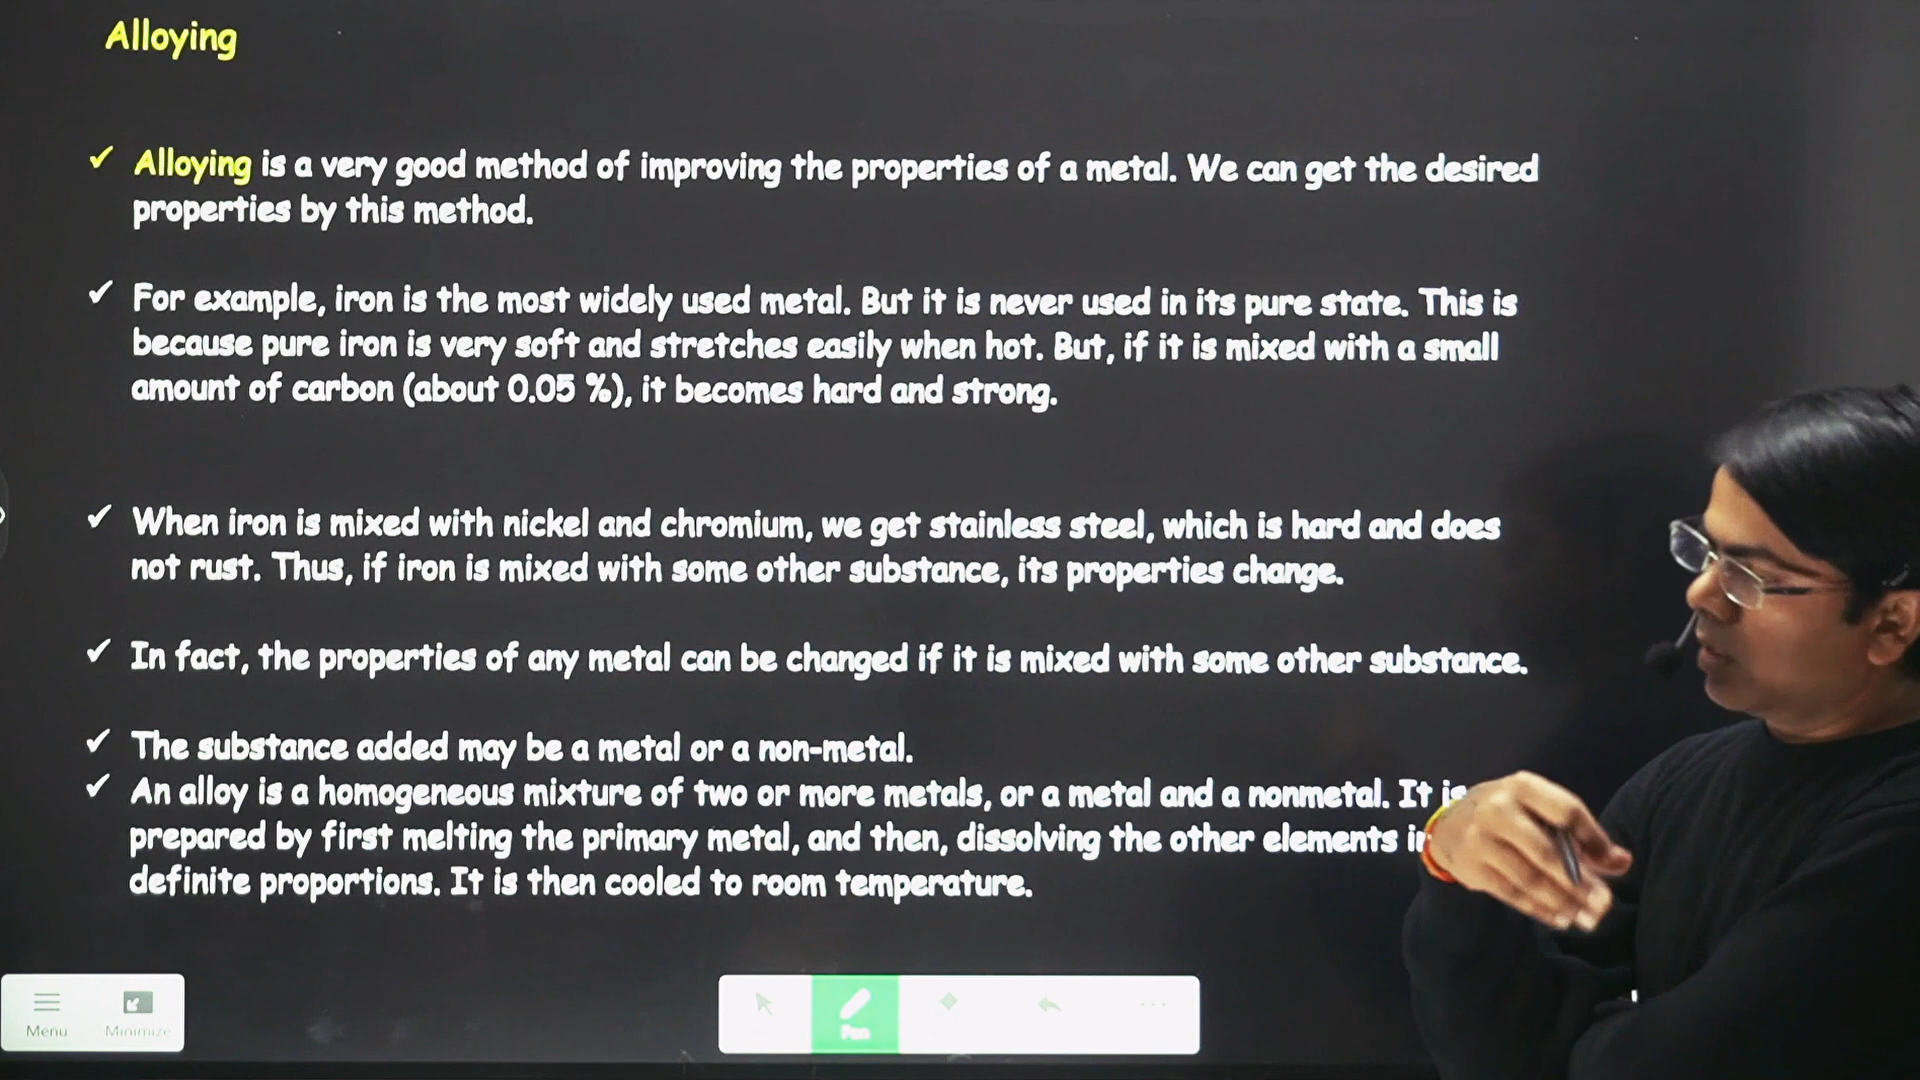 Alloying
✓ Alloying is a very good method of improving the properties of a metal. We can get the desired
properties by this method.
✓ For example, iron is the most widely used metal. But it is never used in its pure state. This is
because pure iron is very soft and stretches easily when hot. But, if it is mixed with a small
amount of carbon (about 0.05 %), it becomes hard and strong.
✓ When iron is mixed with nickel and chromium, we get stainless steel, which is hard and does
not rust. Thus, if iron is mixed with some other substance, its properties change.
✓ In fact, the properties of any metal can be changed if it is mixed with some other substance.
✓ The substance added may be a metal or a non-metal.
✓ An alloy is a homogeneous mixture of two or more metals, or a metal and a nonmetal. It is
prepared by first melting the primary metal, and then, dissolving the other elements in
definite proportions. It is then cooled to room temperature.
Menu Minimize Pen